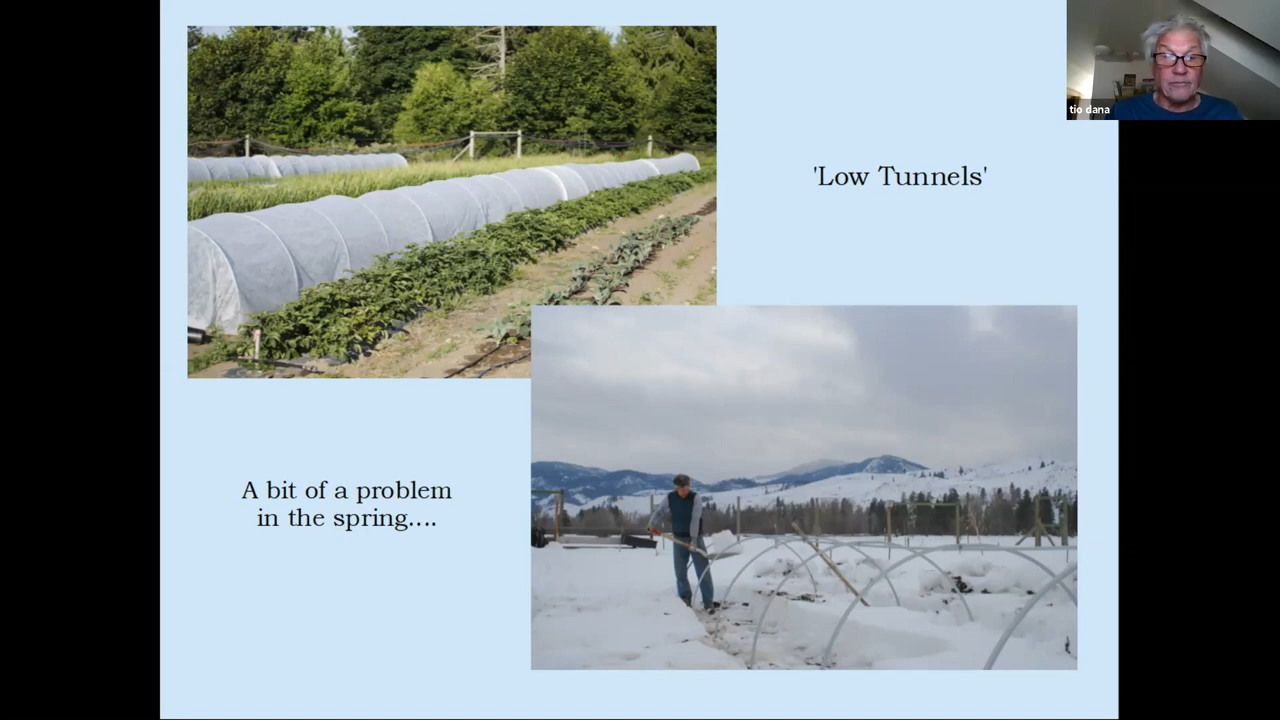 tio dana
'Low Tunnels'
A bit of a problem
in the spring....